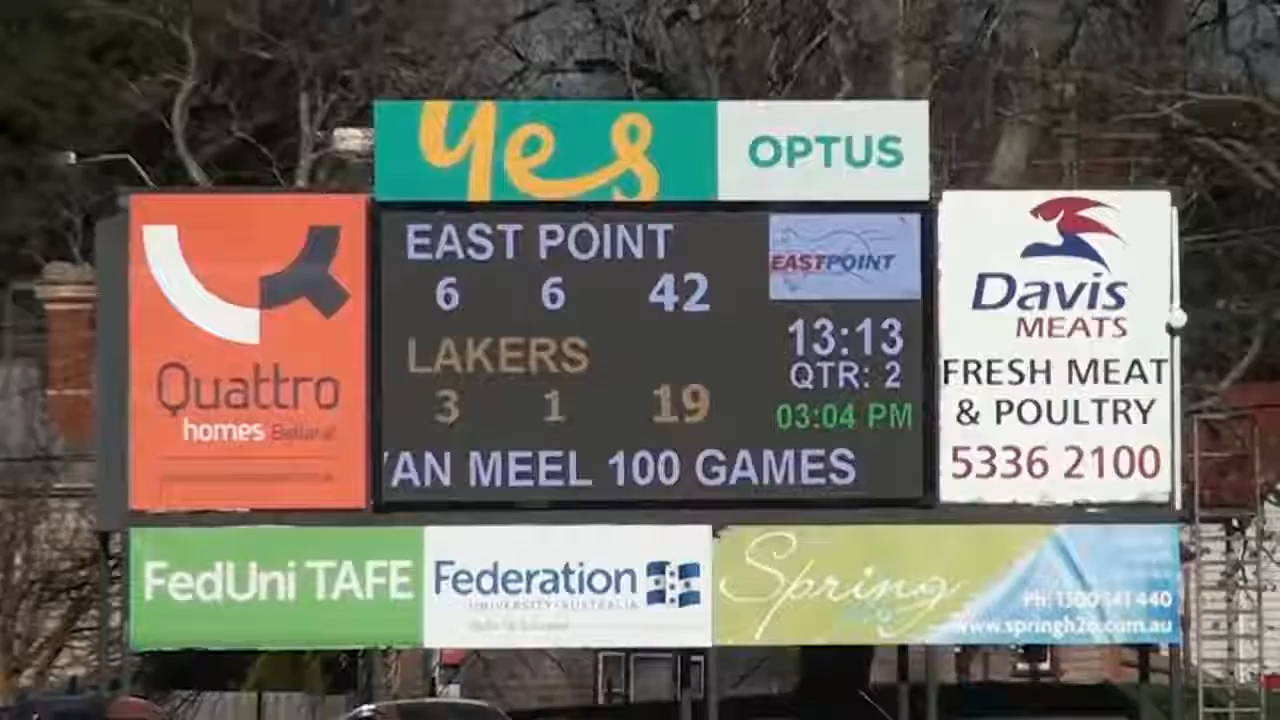 yes
OPTUS
EAST POINT
6 6 42
EASTPOINT
LAKERS
3 1 19
13:13
QTR: 2
03:04 PM
VAN MEEL 100 GAMES
Quattro
homes Ballarat
Davis
MEATS
FRESH MEAT
& POULTRY
5336 2100
FedUni TAFE
Federation
UNIVERSITY AUSTRALIA
Spring
Ph: 1300 141 440
www.springh2o.com.au